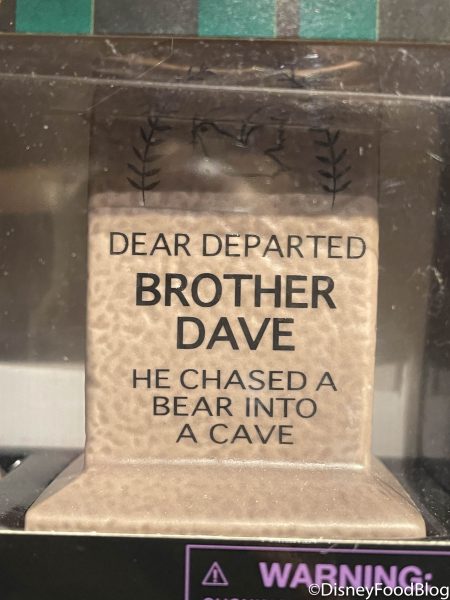 DEAR DEPARTED
BROTHER
DAVE
HE CHASED A
BEAR INTO
A CAVE
WARNING:
©DisneyFoodBlog